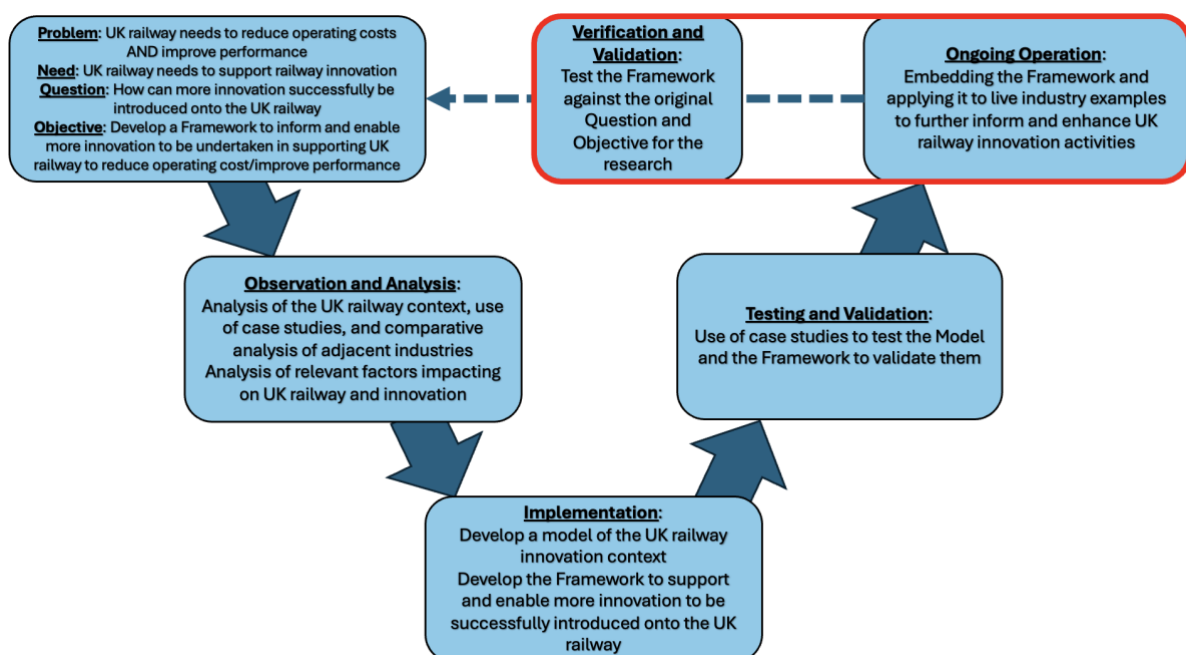 Problem: UK railway needs to reduce operating costs
AND improve performance
Need: UK railway needs to support railway innovation
Question: How can more innovation successfully be
introduced onto the UK railway
Objective: Develop a Framework to inform and enable
more innovation to be undertaken in supporting UK
railway to reduce operating cost/improve performance
Verification and
Validation:
Test the Framework
against the original
Question and
Objective for the
research
Ongoing Operation:
Embedding the Framework and
applying it to live industry examples
to further inform and enhance UK
railway innovation activities
Observation and Analysis:
Analysis of the UK railway context, use
of case studies, and comparative
analysis of adjacent industries
Analysis of relevant factors impacting
on UK railway and innovation
Testing and Validation:
Use of case studies to test the Model
and the Framework to validate them
Implementation:
Develop a model of the UK railway
innovation context
Develop the Framework to support
and enable more innovation to be
successfully introduced onto the UK
railway